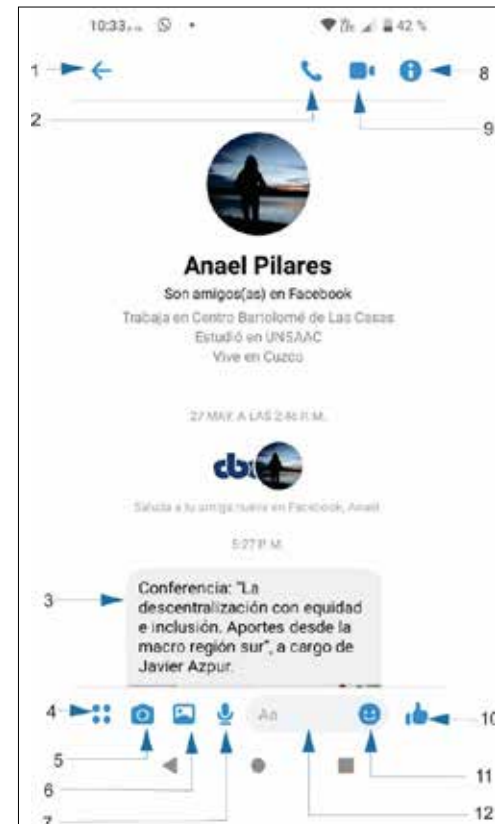 10:33
42 %
1
8
2
9
Anael Pilares
Son amigos(as) en Facebook
Trabaja en Centro Bartolomé de Las Casas
Estudió en UNSAAC
Vive en Cuzco
27 MAY. A LAS 2:46 P. M.
cbc
Saluda a tu amiga nueva en Facebook, Anael
5:27 P. M.
3
Conferencia: "La
descentralización con equidad
e inclusión. Aportes desde la
macro región sur", a cargo de
Javier Azpur.
4
Aa
10
5
11
6
12
7